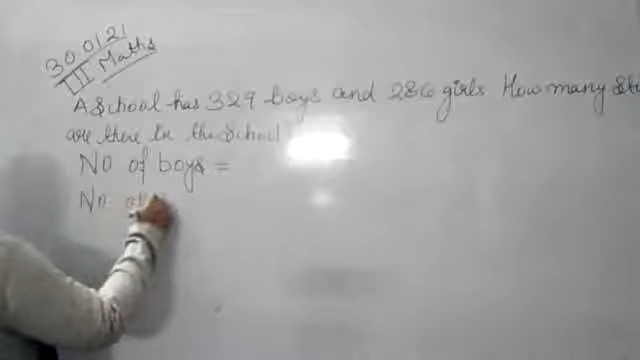 30.01.21
III Maths
A School has 329 boys and 286 girls. How many
are there in the School
No of boys =
No of